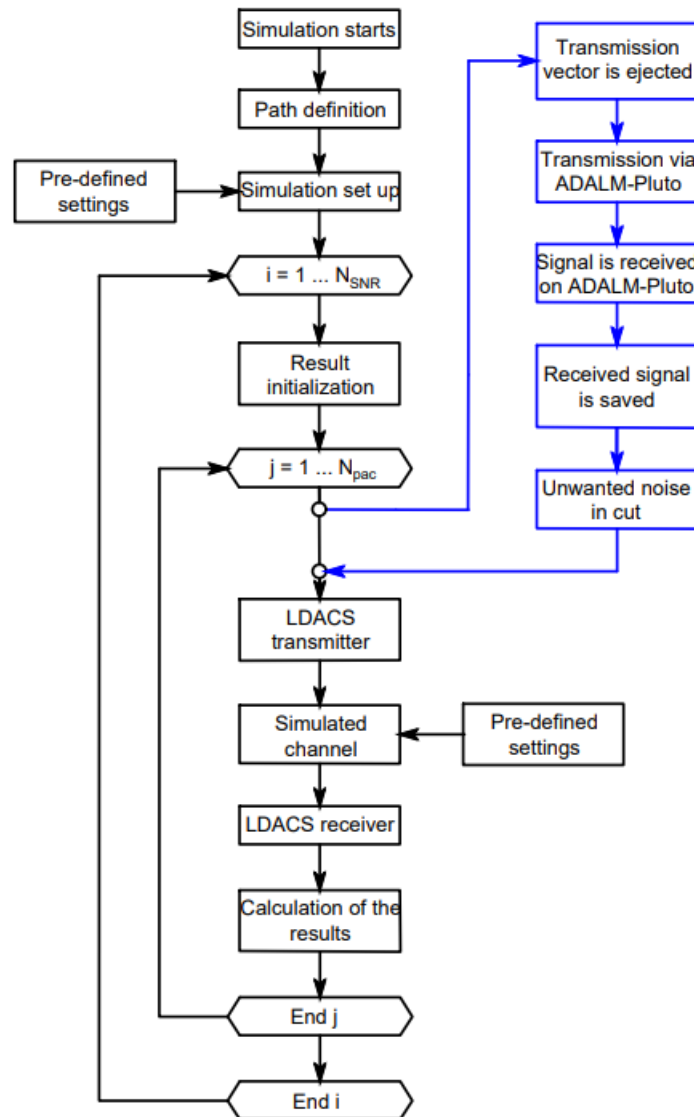 Simulation starts
Path definition
Pre-defined
settings
Simulation set up
i = 1 ... N_SNR
Result
initialization
j = 1 ... N_pac
LDACS
transmitter
Simulated
channel
Pre-defined
settings
LDACS receiver
Calculation of the
results
End j
End i
Transmission
vector is ejected
Transmission via
ADALM-Pluto
Signal is received
on ADALM-Pluto
Received signal
is saved
Unwanted noise
in cut